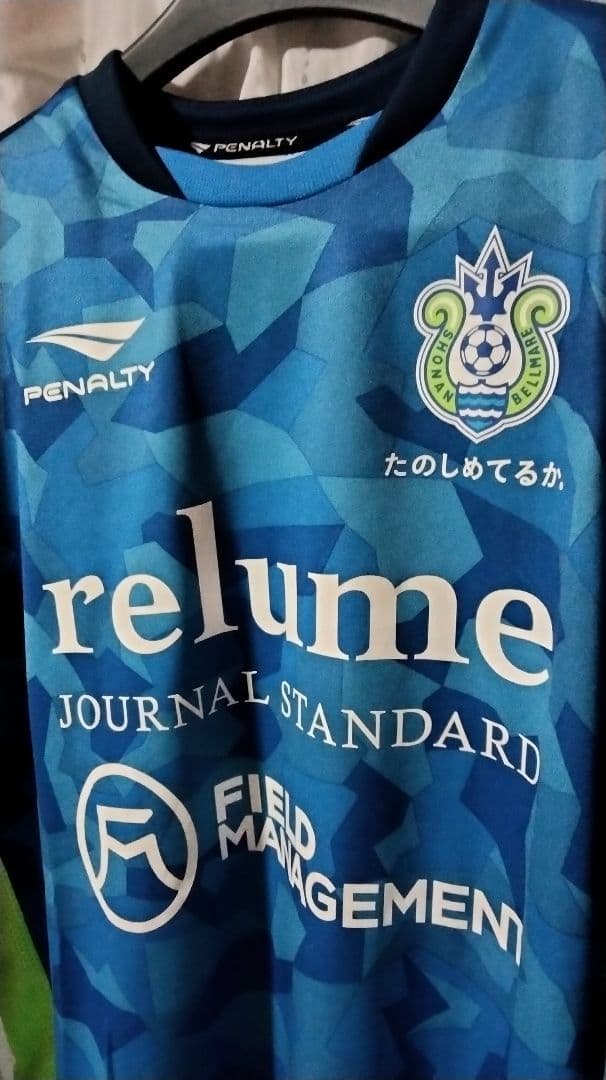 PENALTY
PENALTY
SHONAN BELLMARE
たのしめてるか。
relume
JOURNAL STANDARD
FIELD
MANAGEMENT